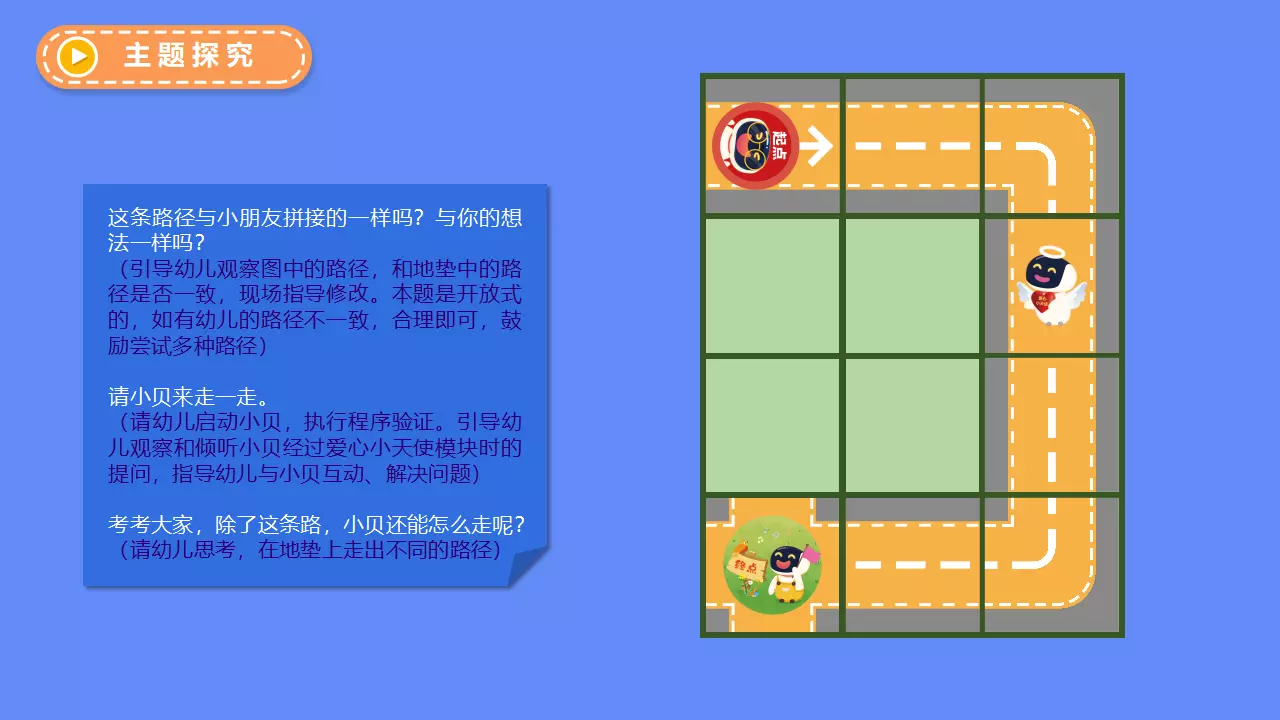 主题探究
这条路径与小朋友拼接的一样吗？与你的想
法一样吗？
（引导幼儿观察图中的路径，和地垫中的路
径是否一致，现场指导修改。本题是开放式
的，如有幼儿的路径不一致，合理即可，鼓
励尝试多种路径）
请小贝来走一走。
（请幼儿启动小贝，执行程序验证。引导幼
儿观察和倾听小贝经过爱心小天使模块时的
提问，指导幼儿与小贝互动、解决问题）
考考大家，除了这条路，小贝还能怎么走呢？
（请幼儿思考，在地垫上走出不同的路径）
起点
终点